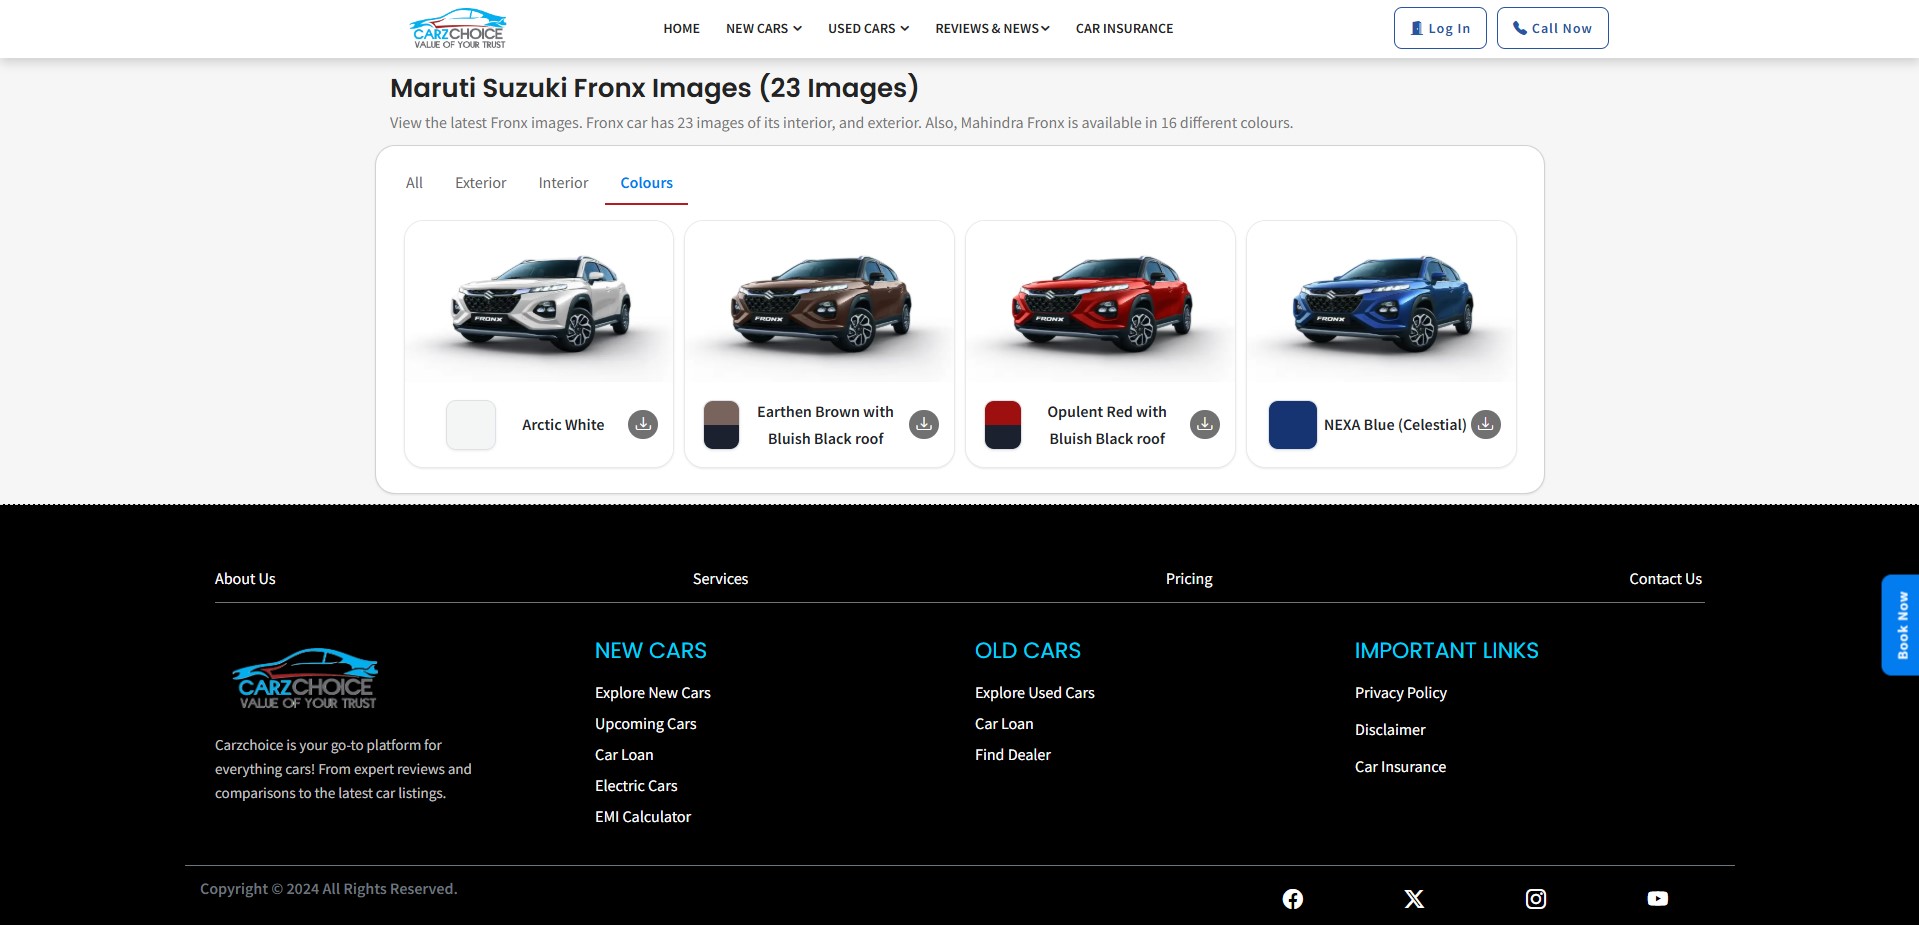 CARZCHOICE
VALUE OF YOUR TRUST
HOME
NEW CARS
USED CARS
REVIEWS & NEWS
CAR INSURANCE
Log In
Call Now
Maruti Suzuki Fronx Images (23 Images)
View the latest Fronx images. Fronx car has 23 images of its interior, and exterior. Also, Mahindra Fronx is available in 16 different colours.
All
Exterior
Interior
Colours
FRONX
FRONX
FRONX
FRONX
Arctic White
Earthen Brown with
Bluish Black roof
Opulent Red with
Bluish Black roof
NEXA Blue (Celestial)
About Us
Services
Pricing
Contact Us
Book Now
CARZCHOICE
VALUE OF YOUR TRUST
Carzchoice is your go-to platform for
everything cars! From expert reviews and
comparisons to the latest car listings.
NEW CARS
Explore New Cars
Upcoming Cars
Car Loan
Electric Cars
EMI Calculator
OLD CARS
Explore Used Cars
Car Loan
Find Dealer
IMPORTANT LINKS
Privacy Policy
Disclaimer
Car Insurance
Copyright © 2024 All Rights Reserved.